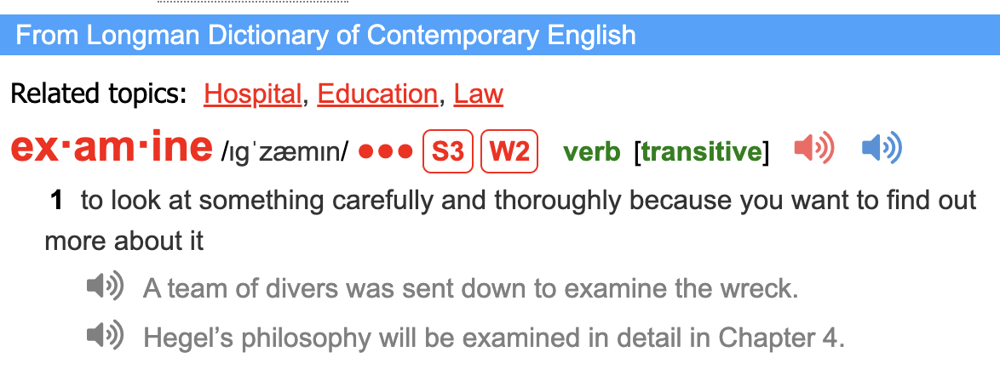 From Longman Dictionary of Contemporary English
Related topics: Hospital, Education, Law
ex·am·ine /ɪɡˈzæmɪn/ ●●● S3 W2 verb [transitive]
1 to look at something carefully and thoroughly because you want to find out
more about it
A team of divers was sent down to examine the wreck.
Hegel’s philosophy will be examined in detail in Chapter 4.